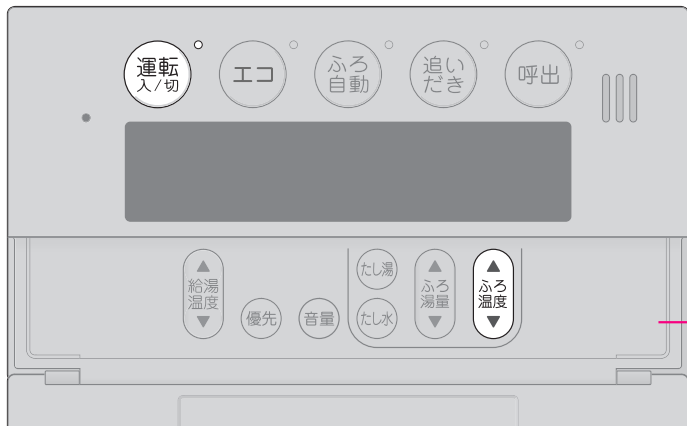 運転
入/切
エコ
ふろ
自動
追い
だき
呼出
▲
給湯
温度
▼
優先
音量
たし湯
たし水
▲
ふろ
湯量
▼
▲
ふろ
温度
▼